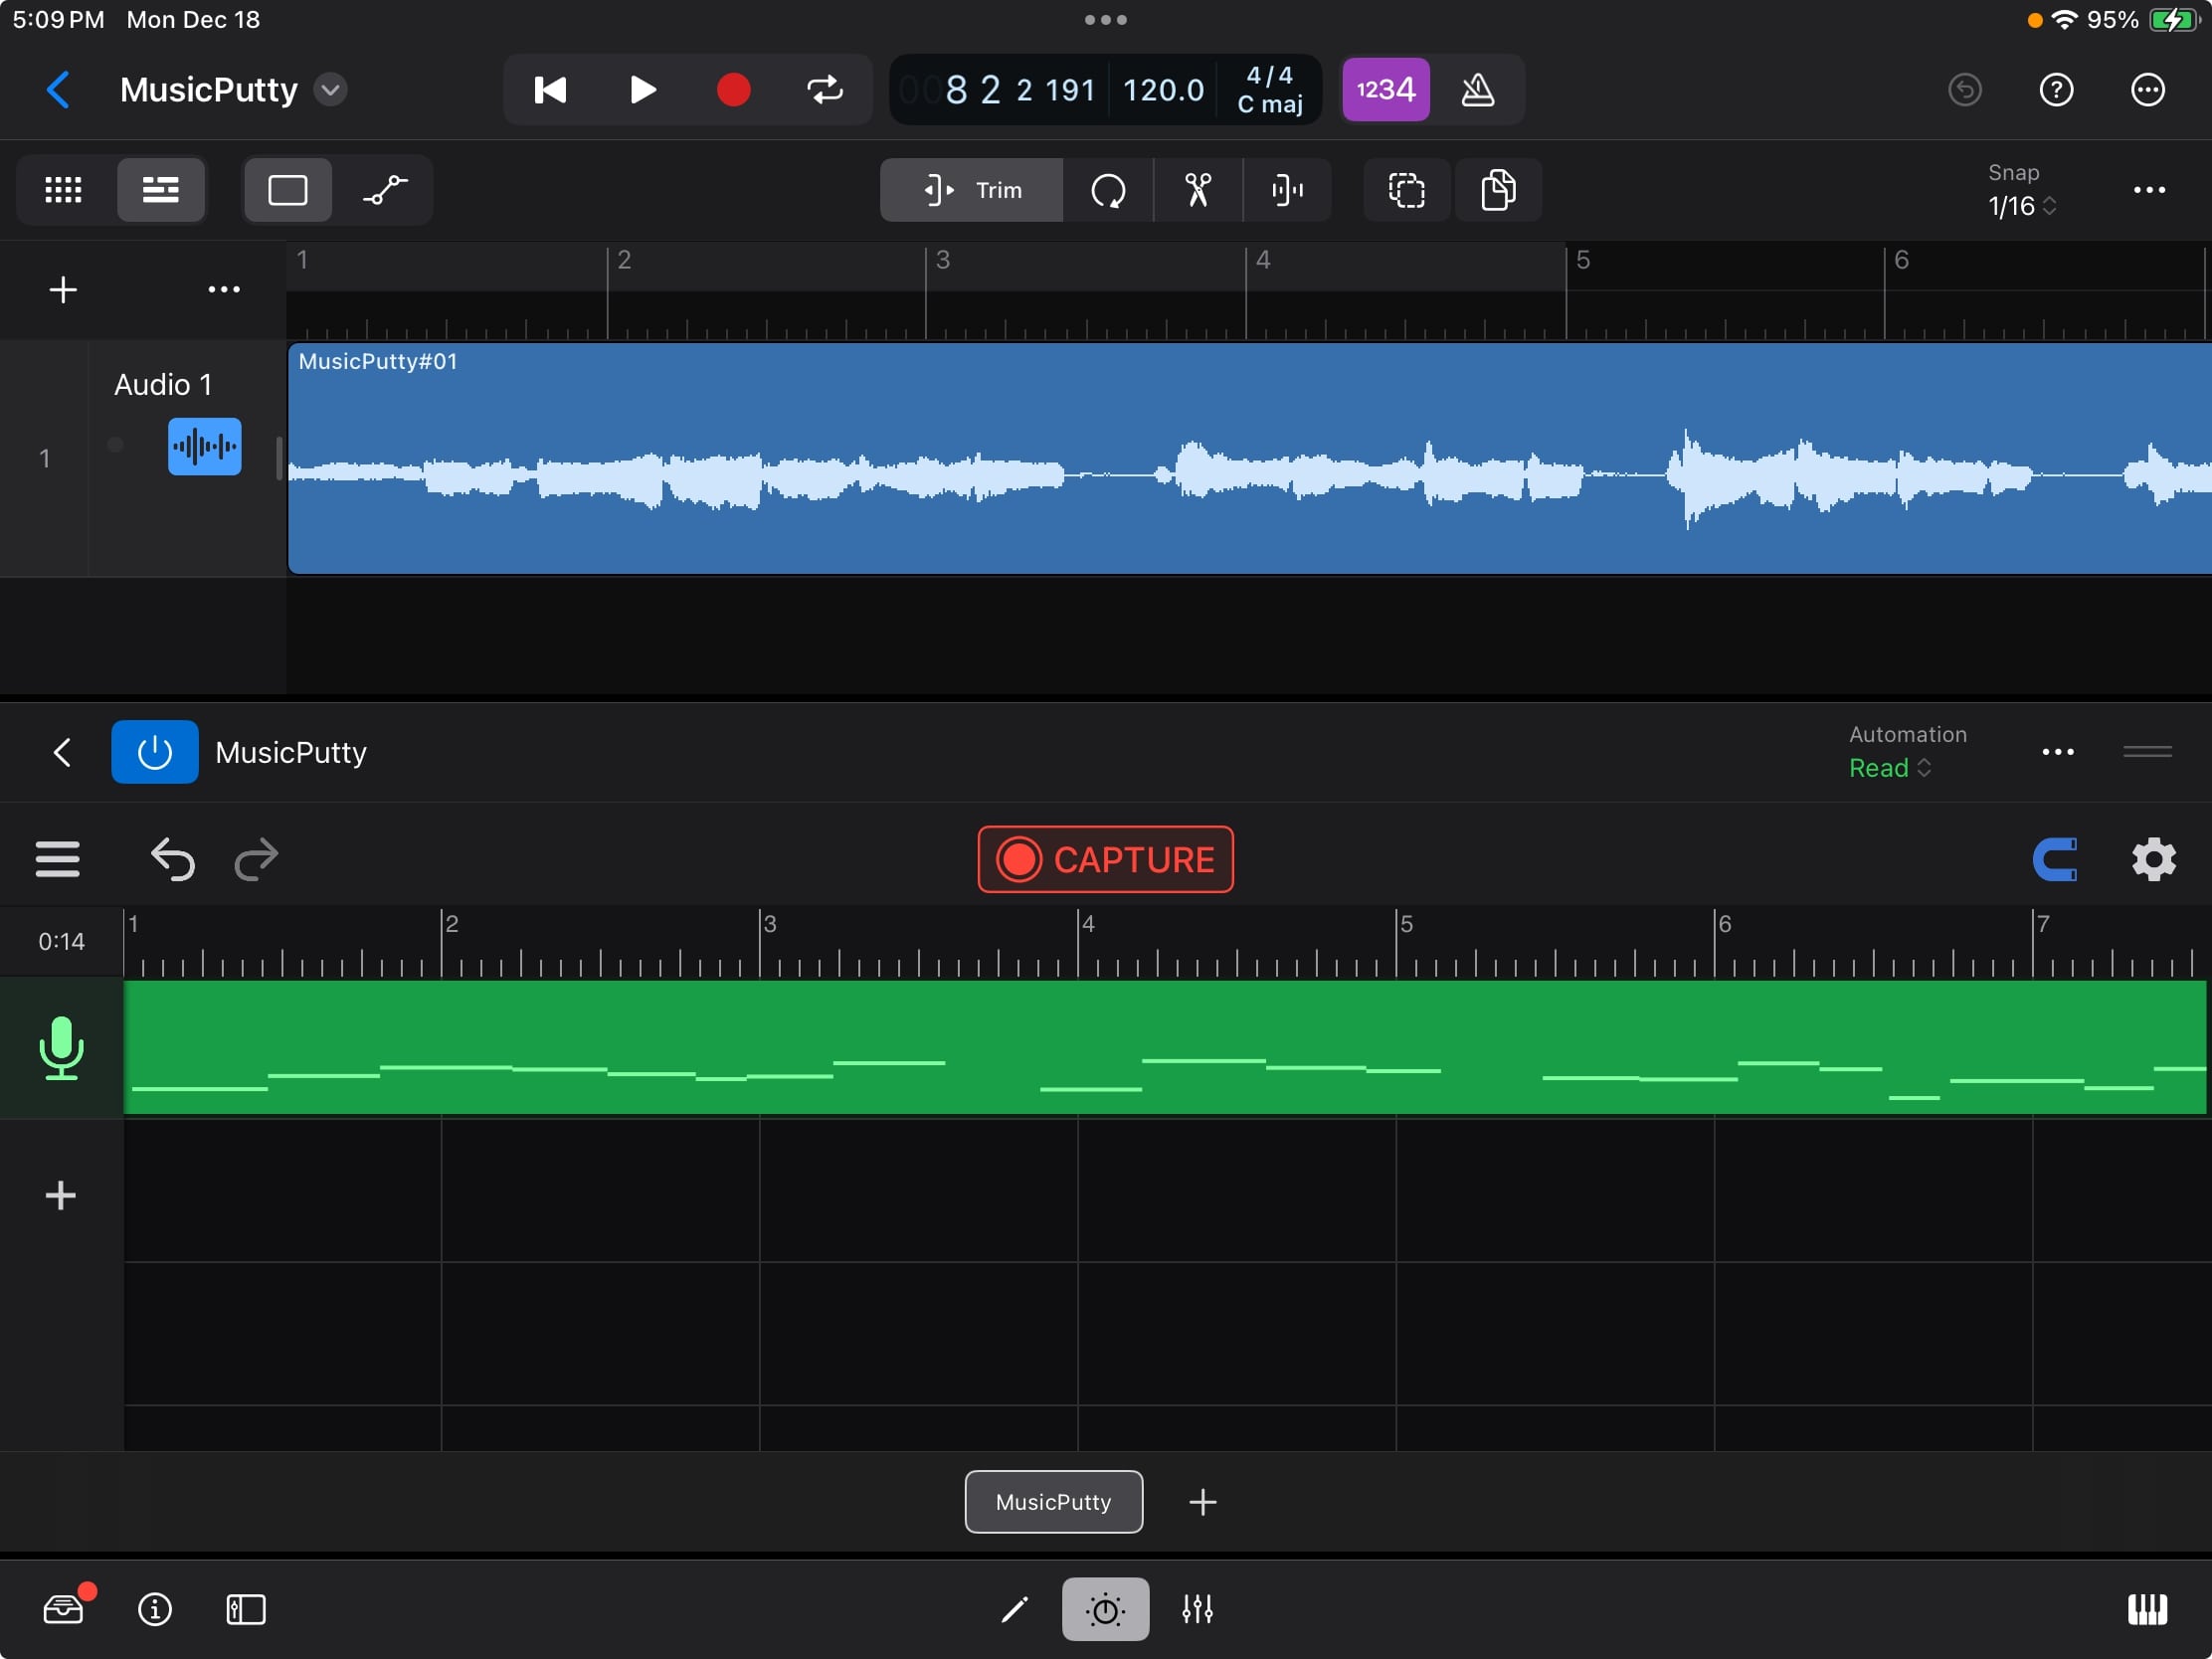 5:09 PM Mon Dec 18
95%
MusicPutty
008 2 2 191 120.0 4/4 C maj
1234
Trim
Snap
1/16
1 2 3 4 5 6
MusicPutty#01
Audio 1
1
MusicPutty
Automation
Read
CAPTURE
0:14
1 2 3 4 5 6 7
MusicPutty